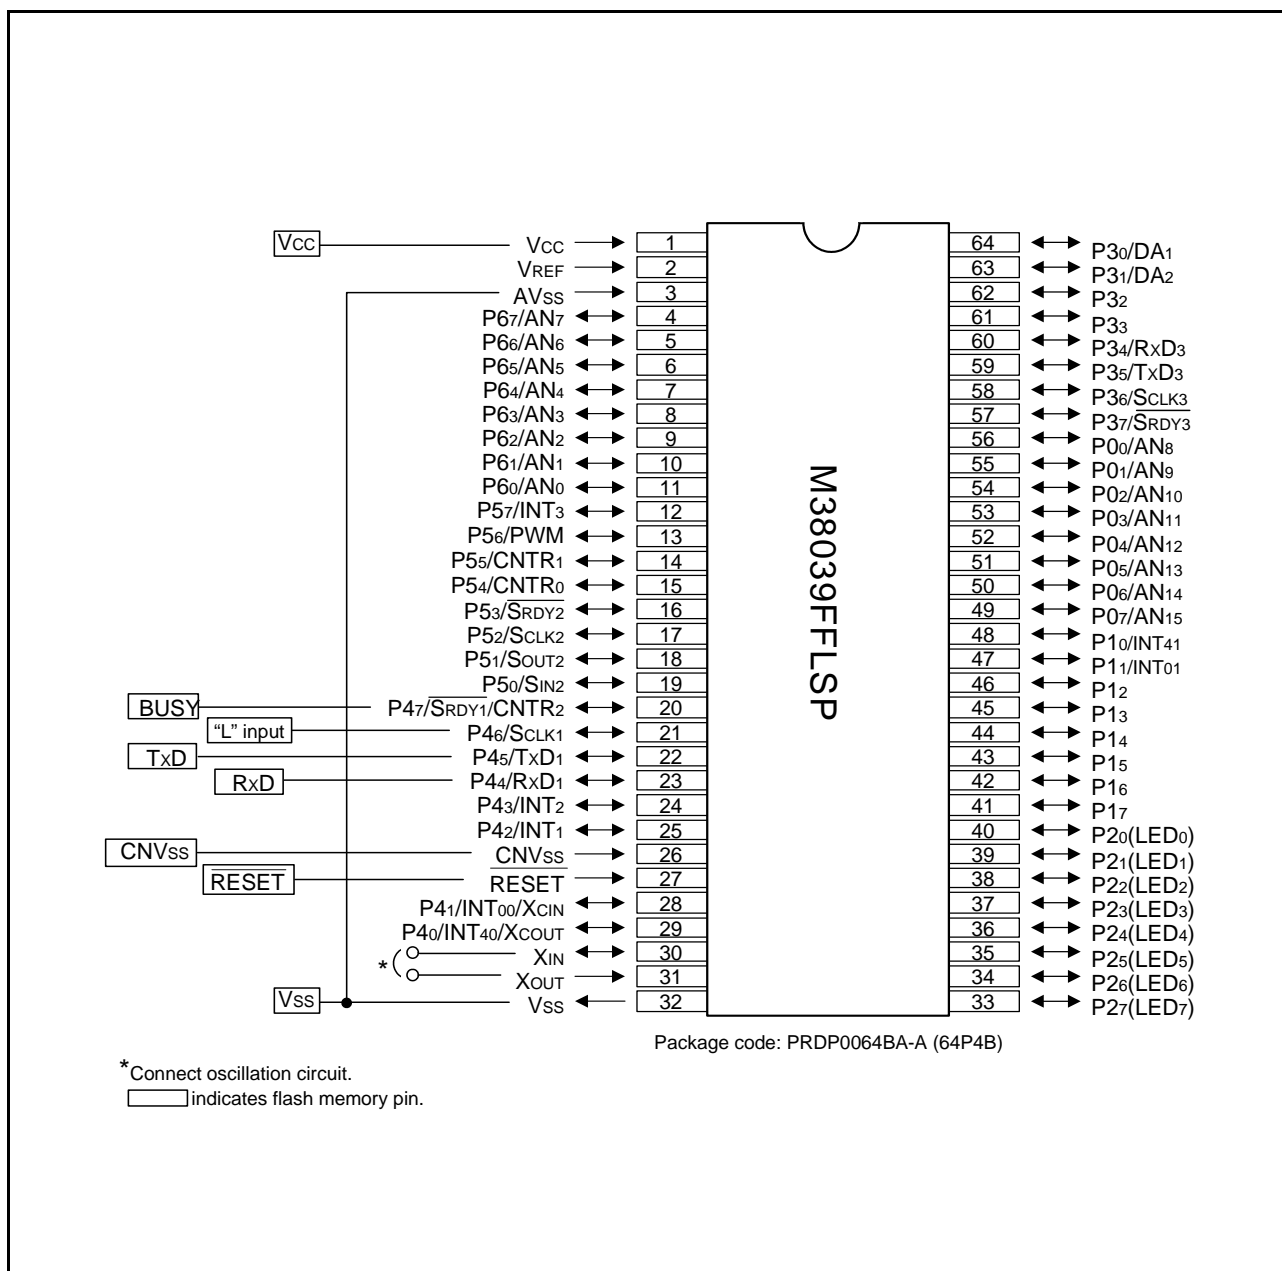 VCC VCC 1 64 P30/DA1
VREF 2 63 P31/DA2
AVSS 3 62 P32
P67/AN7 4 61 P33
P66/AN6 5 60 P34/RXD3
P65/AN5 6 59 P35/TXD3
P64/AN4 7 58 P36/SCLK3
P63/AN3 8 57 P37/S̅R̅D̅Y̅3̅
P62/AN2 9 56 P00/AN8
P61/AN1 10 55 P01/AN9
P60/AN0 11 54 P02/AN10
P57/INT3 12 53 P03/AN11
P56/PWM 13 52 P04/AN12
P55/CNTR1 14 51 P05/AN13
P54/CNTR0 15 50 P06/AN14
P53/S̅R̅D̅Y̅2̅ 16 49 P07/AN15
P52/SCLK2 17 48 P10/INT41
P51/SOUT2 18 47 P11/INT01
P50/SIN2 19 46 P12
BUSY P47/S̅R̅D̅Y̅1̅/CNTR2 20 45 P13
“L” input P46/SCLK1 21 44 P14
TXD P45/TXD1 22 43 P15
RXD P44/RXD1 23 42 P16
P43/INT2 24 41 P17
P42/INT1 25 40 P20(LED0)
CNVSS CNVSS 26 39 P21(LED1)
R̅E̅S̅E̅T̅ R̅E̅S̅E̅T̅ 27 38 P22(LED2)
P41/INT00/XCIN 28 37 P23(LED3)
P40/INT40/XCOUT 29 36 P24(LED4)
* XIN 30 35 P25(LED5)
XOUT 31 34 P26(LED6)
VSS VSS 32 33 P27(LED7)
M38039FFLSP
Package code: PRDP0064BA-A (64P4B)
*Connect oscillation circuit.
indicates flash memory pin.